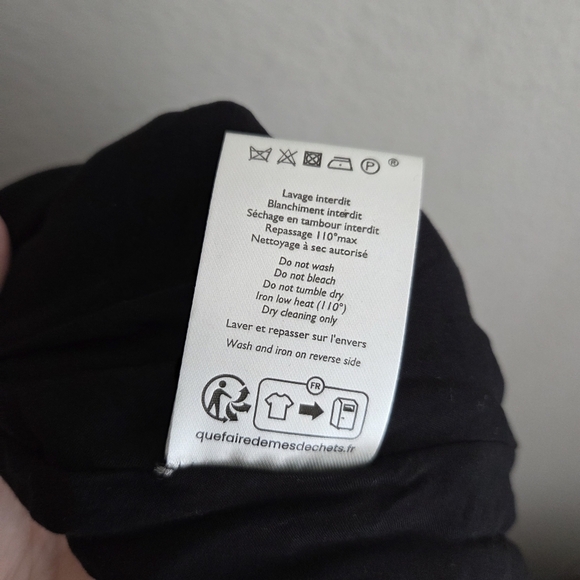 P ®
Lavage interdit
Blanchiment interdit
Séchage en tambour interdit
Repassage 110°max
Nettoyage à sec autorisé
Do not wash
Do not bleach
Do not tumble dry
Iron low heat (110°)
Dry cleaning only
Laver et repasser sur l'envers
Wash and iron on reverse side
FR
quefairedemesdechets.fr